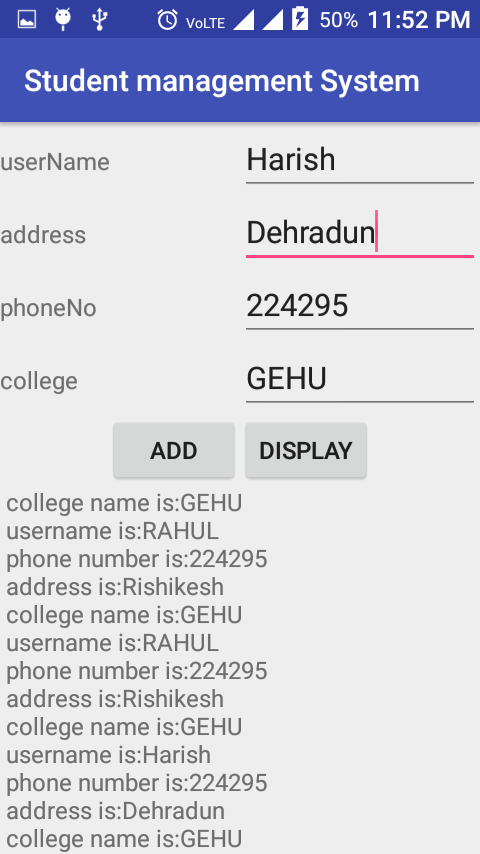 VoLTE 50% 11:52 PM
Student management System
userName Harish
address Dehradun
phoneNo 224295
college GEHU
ADD DISPLAY
college name is:GEHU
username is:RAHUL
phone number is:224295
address is:Rishikesh
college name is:GEHU
username is:RAHUL
phone number is:224295
address is:Rishikesh
college name is:GEHU
username is:Harish
phone number is:224295
address is:Dehradun
college name is:GEHU